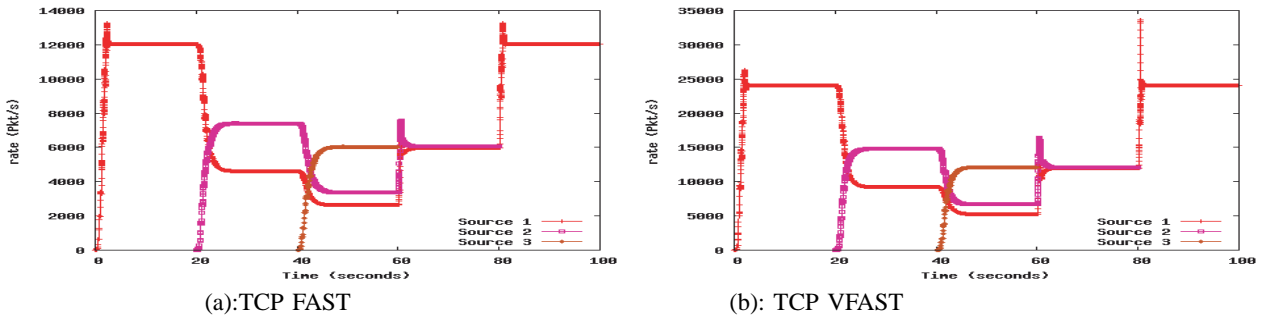 14000
12000
10000
8000
6000
4000
2000
0
rate (Pkt/s)
0 20 40 60 80 100
Time (seconds)
Source 1
Source 2
Source 3
(a):TCP FAST
35000
30000
25000
20000
15000
10000
5000
0
rate (Pkt/s)
0 20 40 60 80 100
Time (seconds)
Source 1
Source 2
Source 3
(b): TCP VFAST